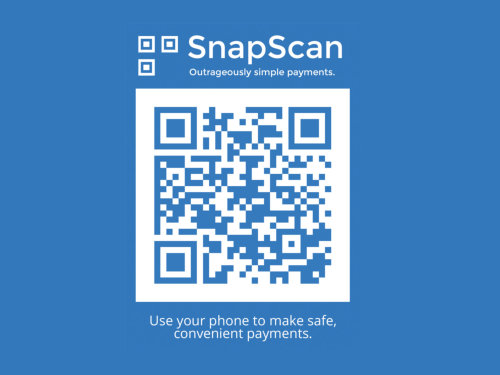 SnapScan
Outrageously simple payments.
Use your phone to make safe,
convenient payments.